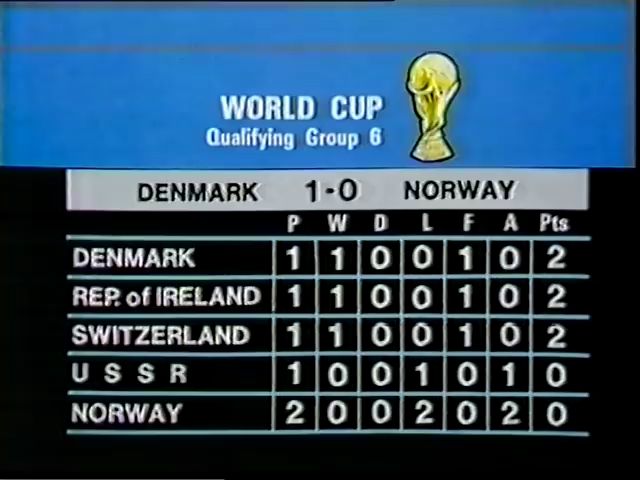 WORLD CUP
Qualifying Group 6
DENMARK 1-0 NORWAY
P W D L F A Pts
DENMARK 1 1 0 0 1 0 2
REP. of IRELAND 1 1 0 0 1 0 2
SWITZERLAND 1 1 0 0 1 0 2
U S S R 1 0 0 1 0 1 0
NORWAY 2 0 0 2 0 2 0